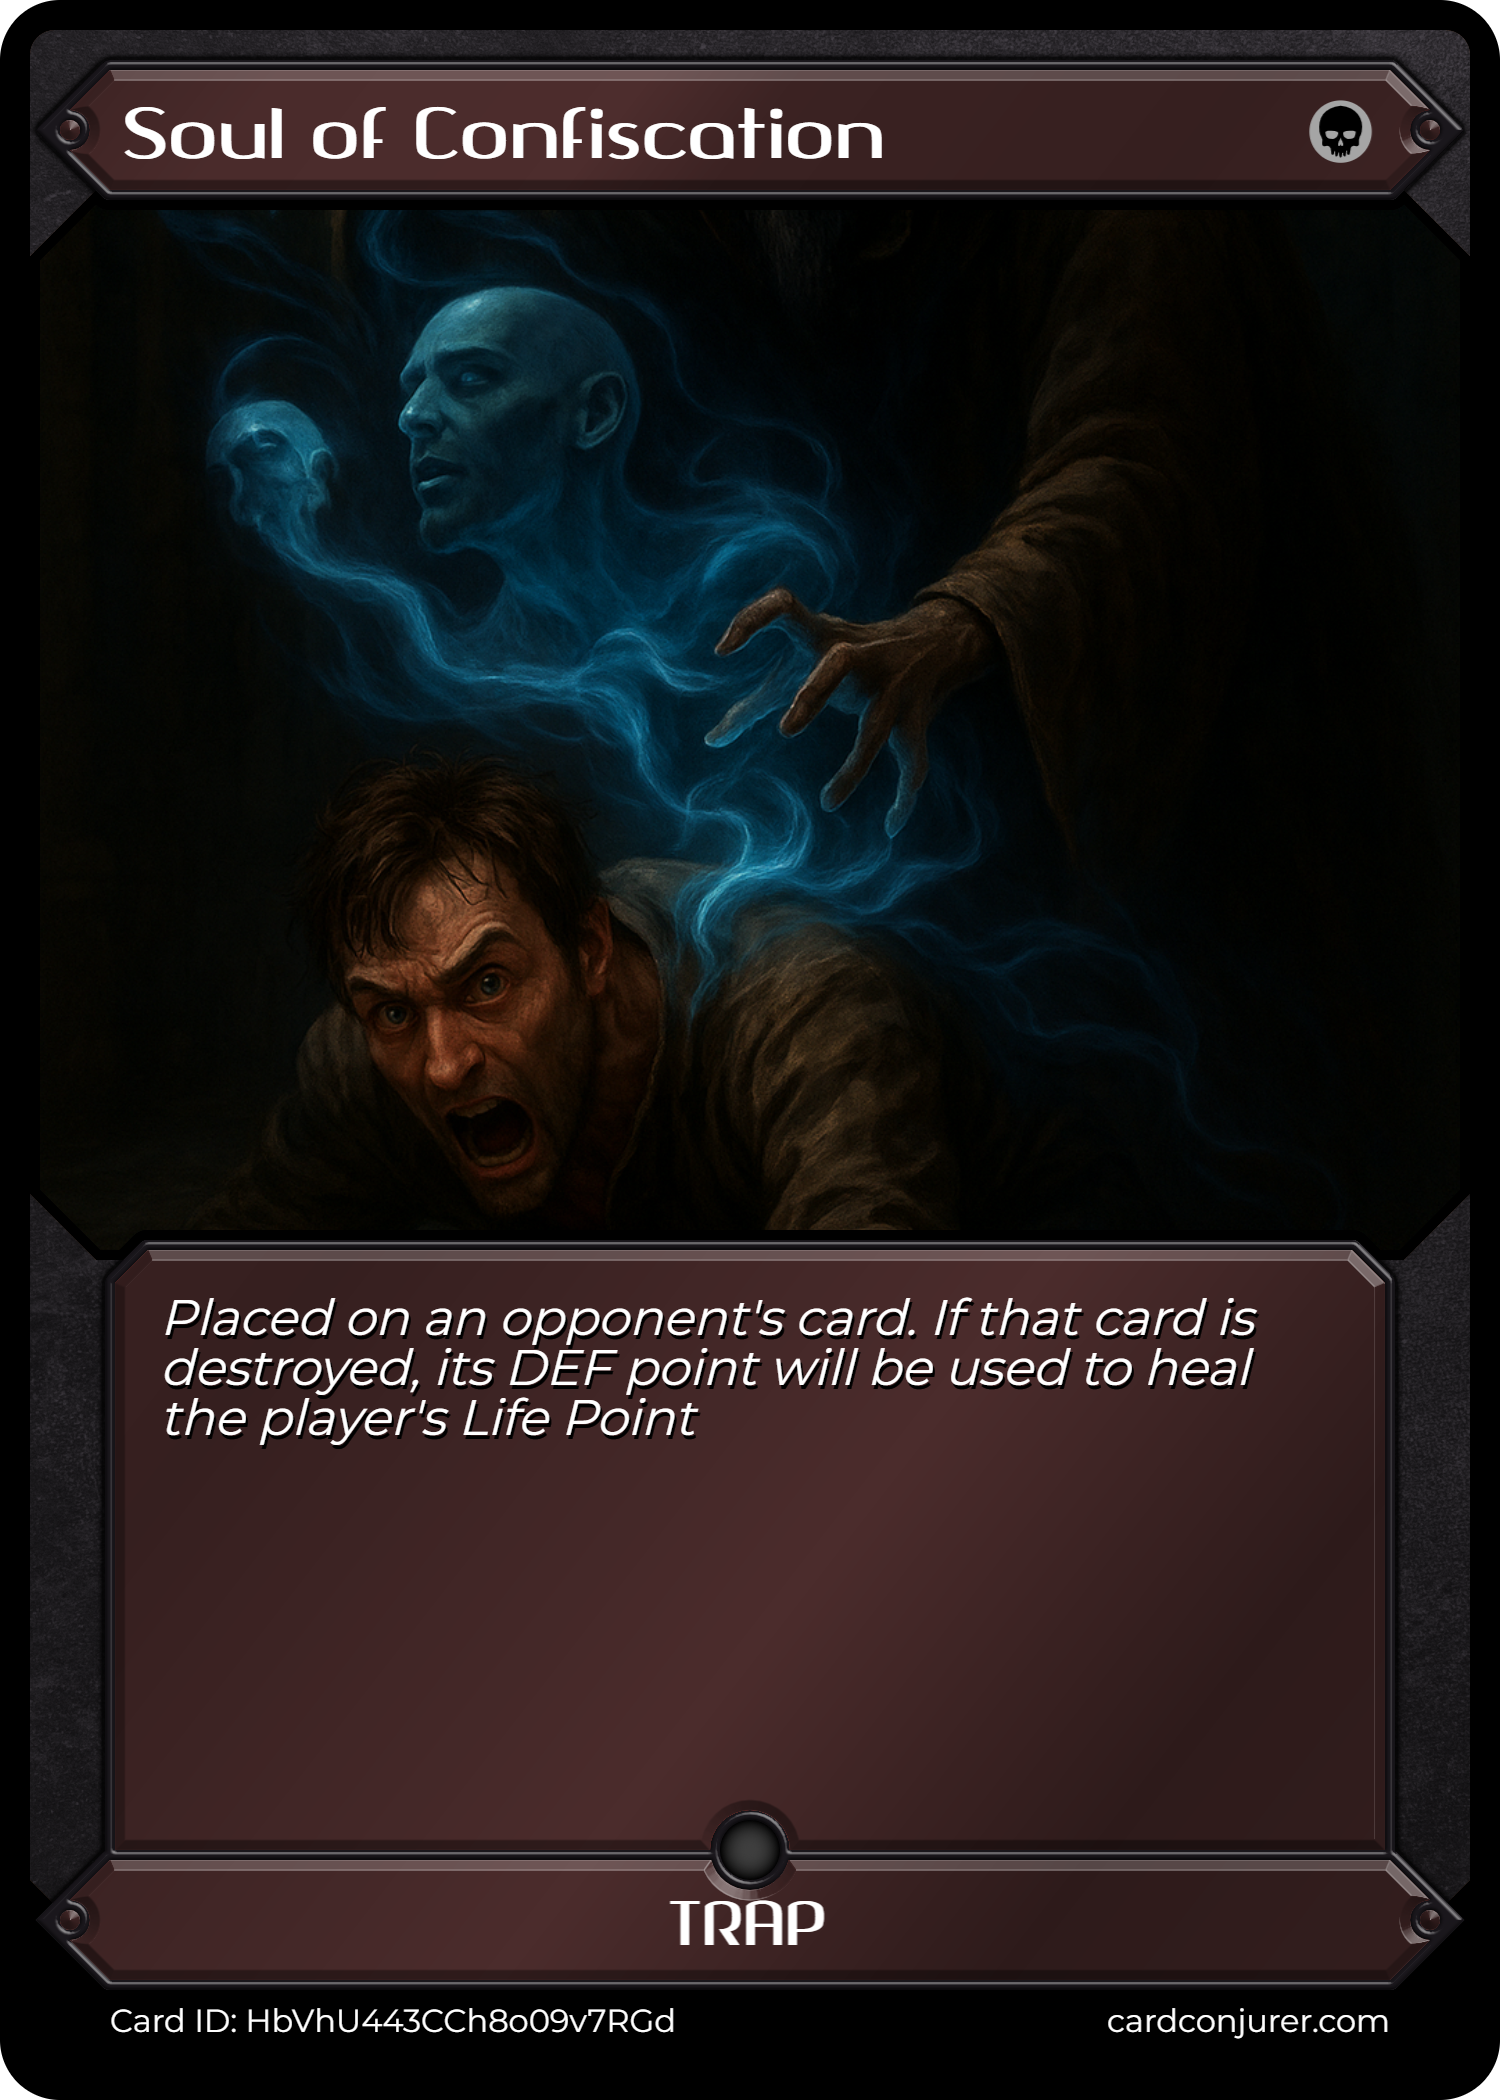 Soul of Confiscation
Placed on an opponent's card. If that card is
destroyed, its DEF point will be used to heal
the player's Life Point
TRAP
Card ID: HbVhU443CCh8o09v7RGd
cardconjurer.com